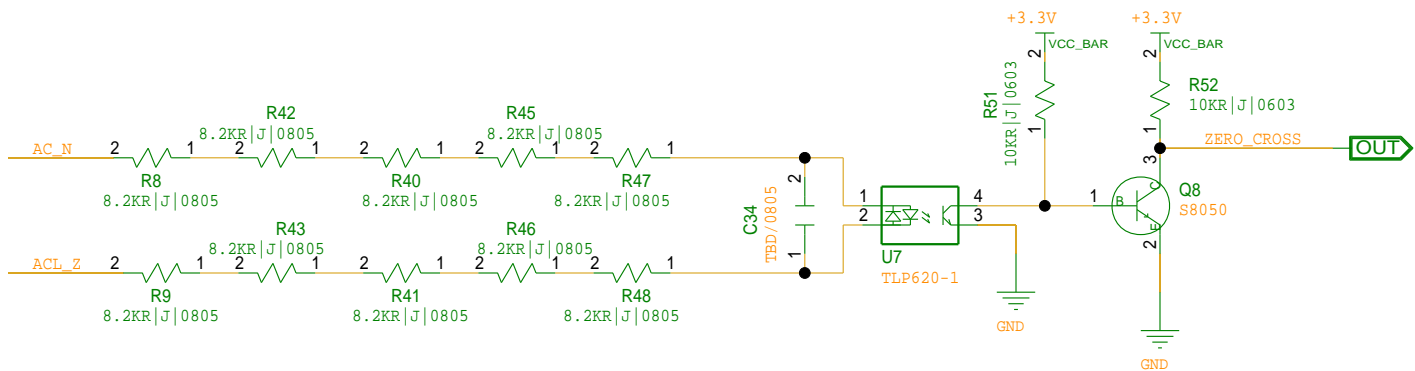 +3.3V
+3.3V
VCC_BAR
VCC_BAR
2
2
R51
10KR|J|0603
R52
10KR|J|0603
1
1
R42
8.2KR|J|0805
R45
8.2KR|J|0805
AC_N
2
1
2
1
2
1
2
1
2
1
ZERO_CROSS
OUT
R8
8.2KR|J|0805
R40
8.2KR|J|0805
R47
8.2KR|J|0805
2
C34
TBD/0805
1
1
2
4
3
U7
TLP620-1
3
C
1
B
E
Q8
S8050
2
R43
8.2KR|J|0805
R46
8.2KR|J|0805
ACL_Z
2
1
2
1
2
1
2
1
2
1
R9
8.2KR|J|0805
R41
8.2KR|J|0805
R48
8.2KR|J|0805
GND
GND